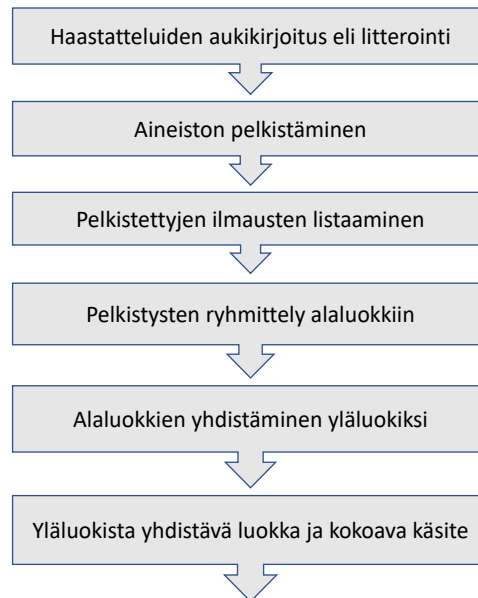 Haastatteluiden aukikirjoitus eli litterointi
Aineiston pelkistäminen
Pelkistettyjen ilmausten listaaminen
Pelkistysten ryhmittely alaluokkiin
Alaluokkien yhdistäminen yläluokiksi
Yläluokista yhdistävä luokka ja kokoava käsite